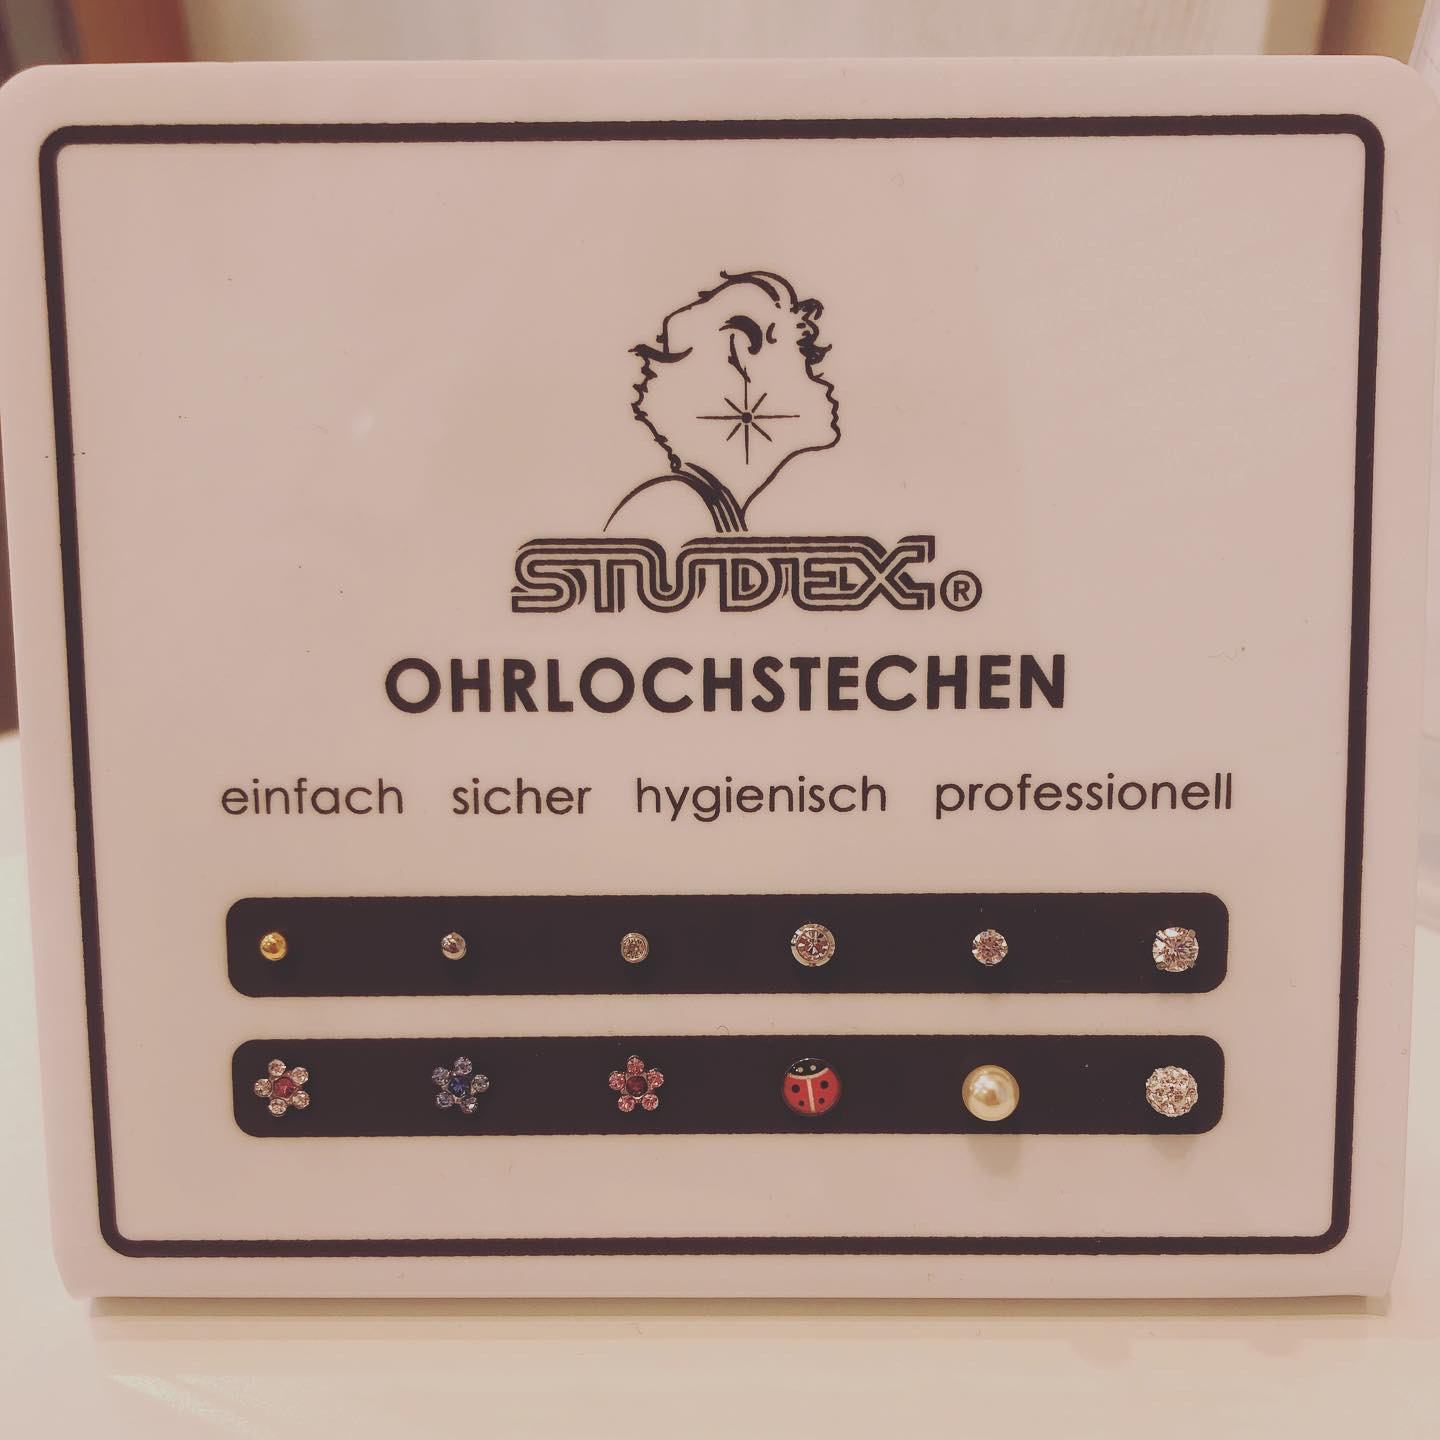 STUDEX®
OHRLOCHSTECHEN
einfach sicher hygienisch professionell